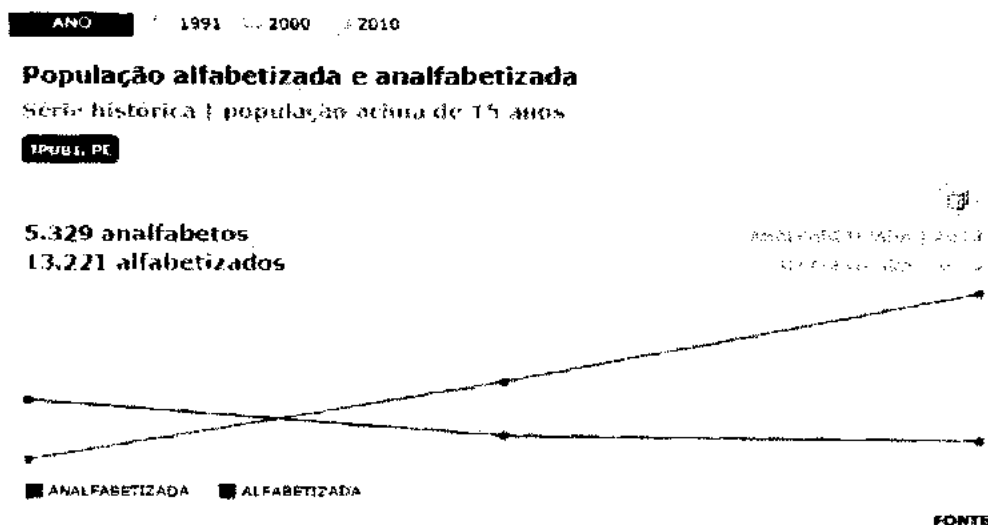 ANO 1991 2000 2010
População alfabetizada e analfabetizada
Série histórica | população acima de 15 anos
IPUBI, PE
5.329 analfabetos
13.221 alfabetizados
ANALFABETIZADA ALFABETIZADA
FONTE